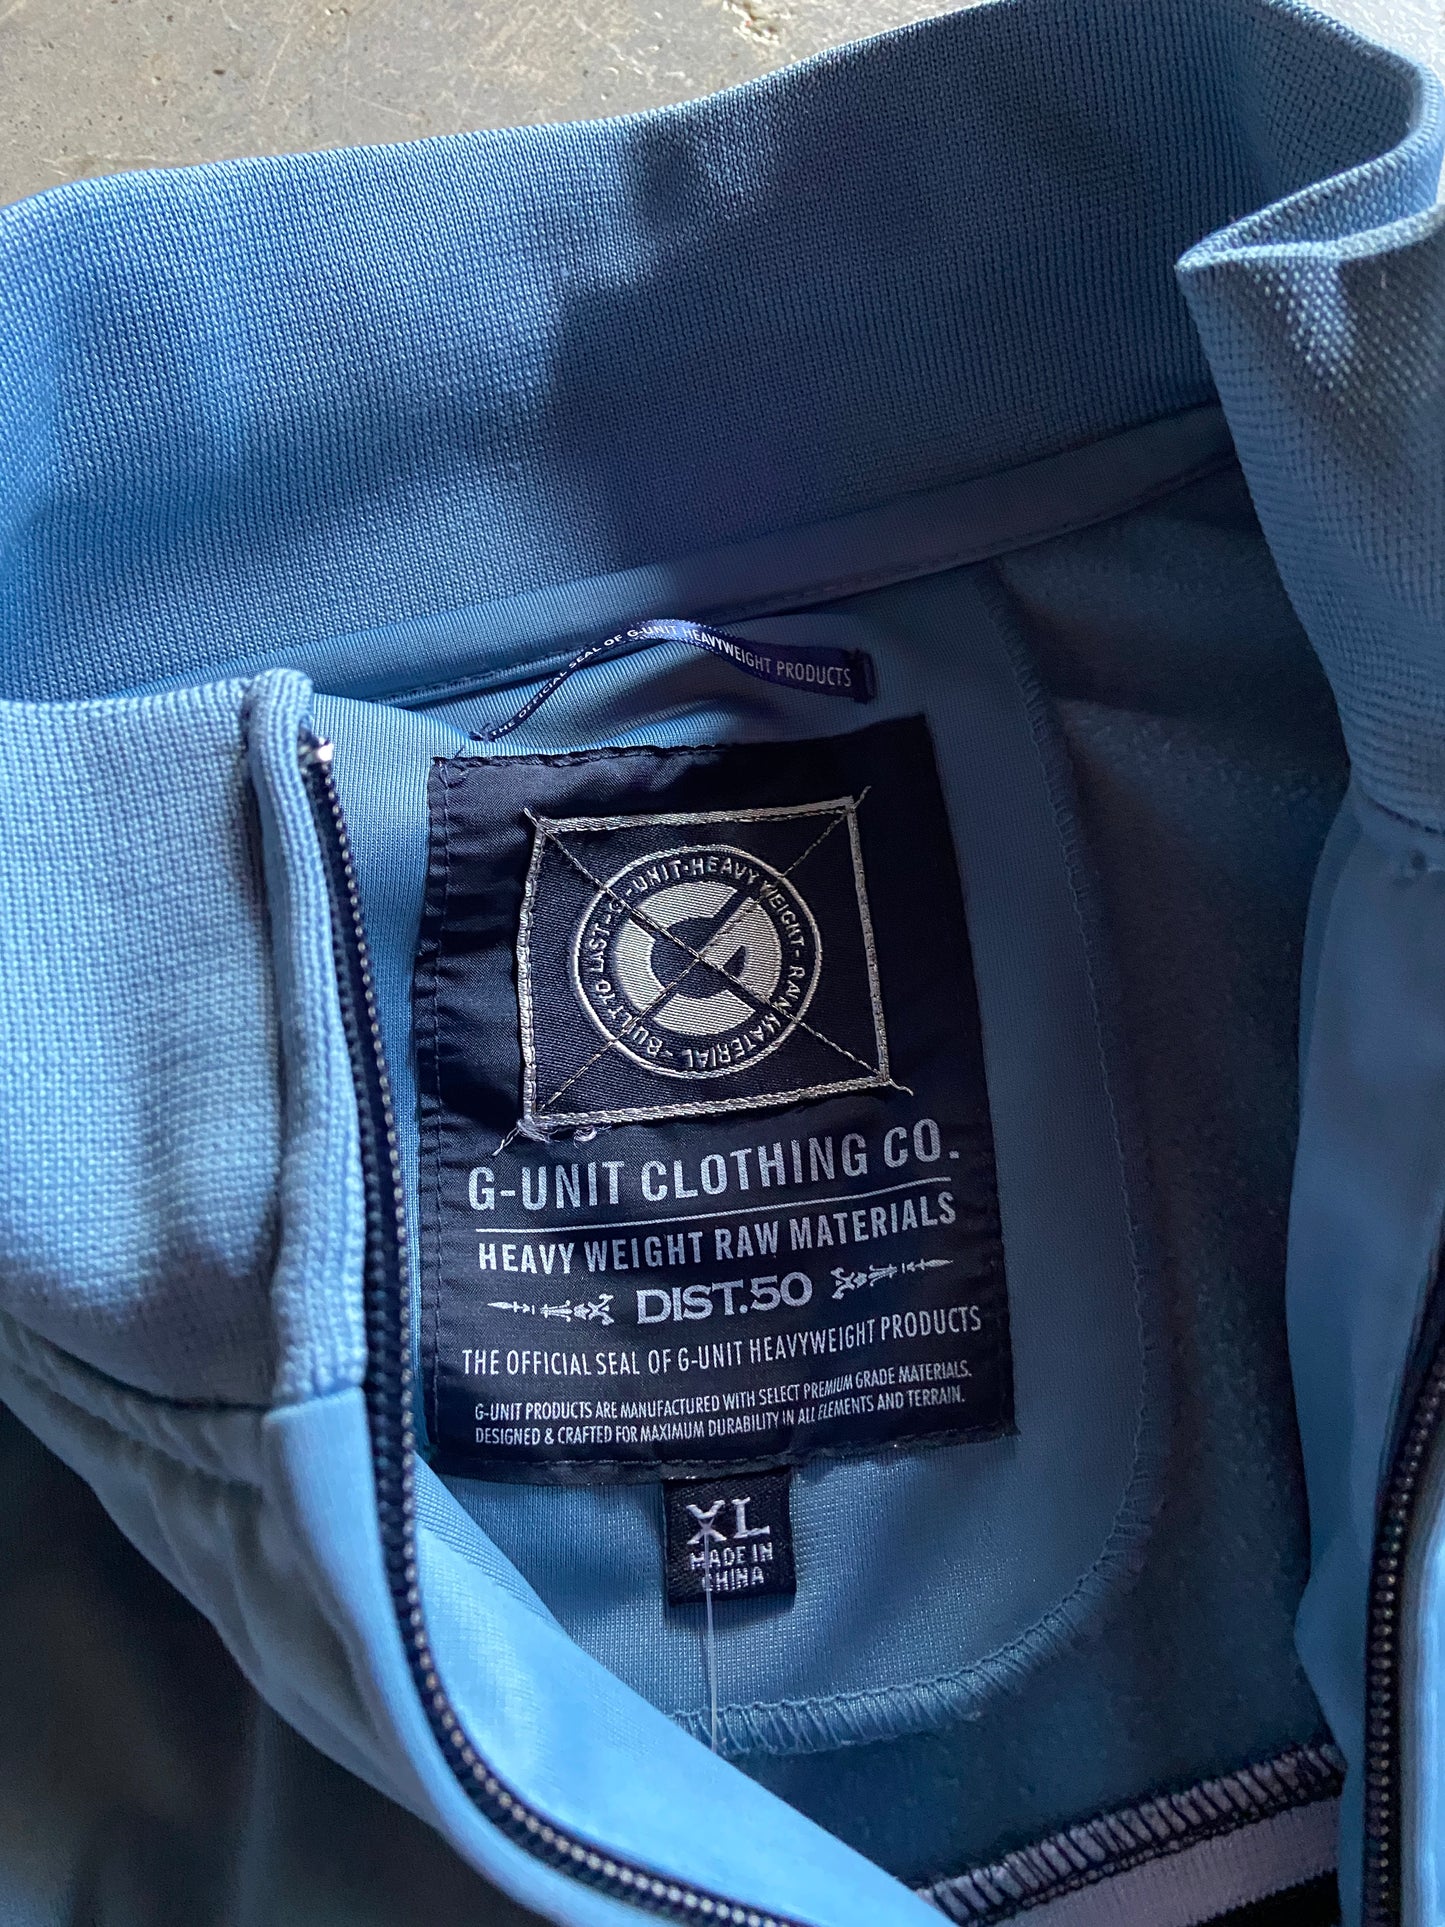 THE OFFICIAL SEAL OF G-UNIT HEAVYWEIGHT PRODUCTS
G-UNIT·HEAVY WEIGHT- RAW MATERIAL - BUILT TO LAST -
G-UNIT CLOTHING CO.
HEAVY WEIGHT RAW MATERIALS
DIST.50
THE OFFICIAL SEAL OF G-UNIT HEAVYWEIGHT PRODUCTS
G-UNIT PRODUCTS ARE MANUFACTURED WITH SELECT PREMIUM GRADE MATERIALS.
DESIGNED & CRAFTED FOR MAXIMUM DURABILITY IN ALL ELEMENTS AND TERRAIN.
XL
MADE IN
CHINA